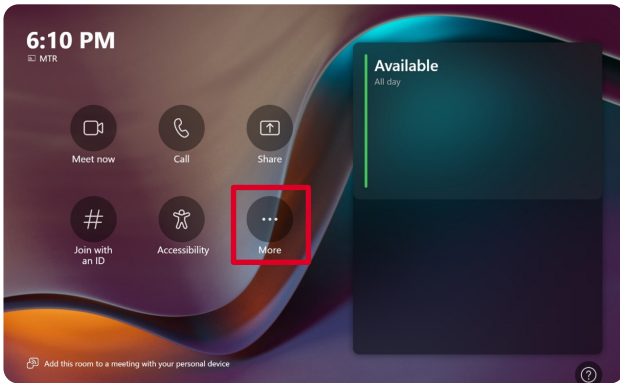 6:10 PM
MTR
Available
All day
Meet now
Call
Share
Join with
an ID
Accessibility
More
Add this room to a meeting with your personal device
?